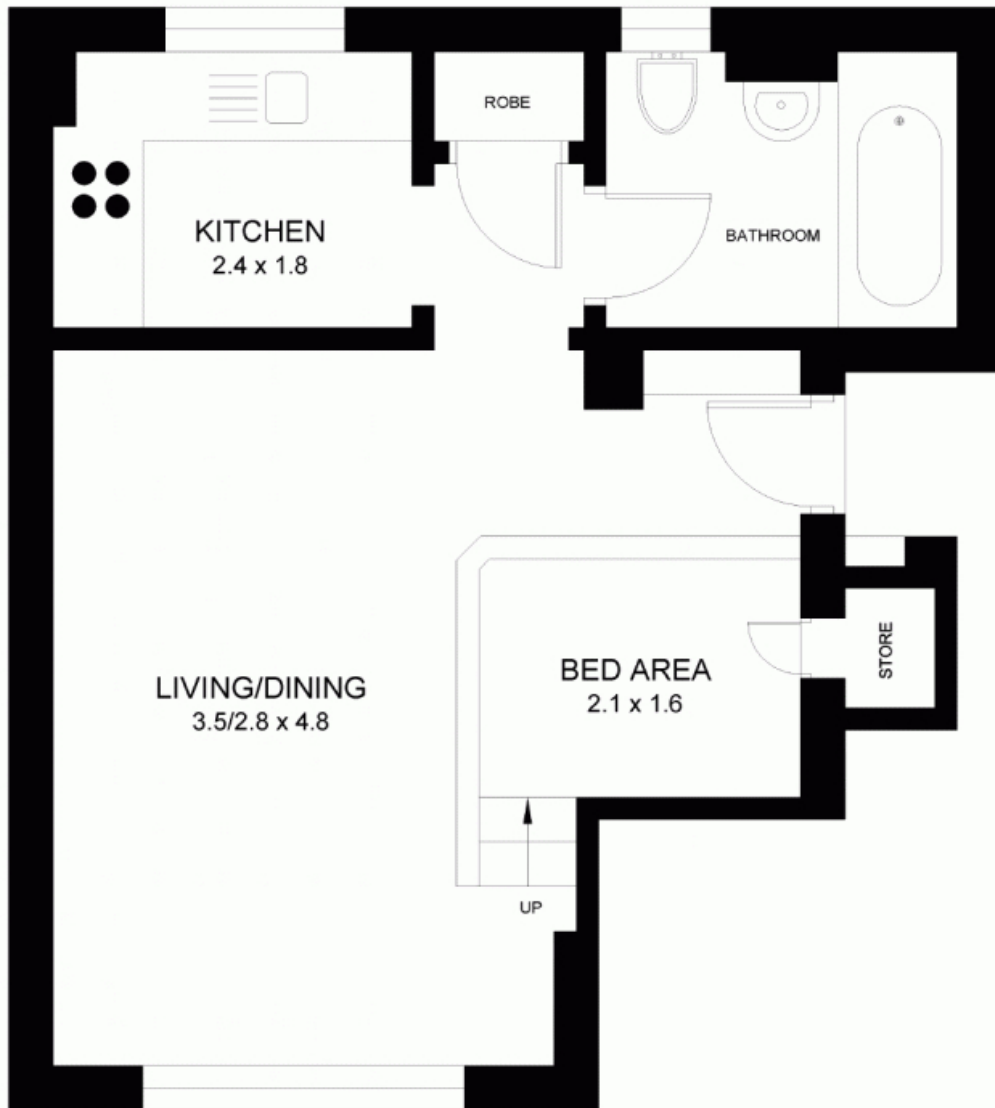 ROBE
KITCHEN
2.4 x 1.8
BATHROOM
LIVING/DINING
3.5/2.8 x 4.8
BED AREA
2.1 x 1.6
STORE
UP